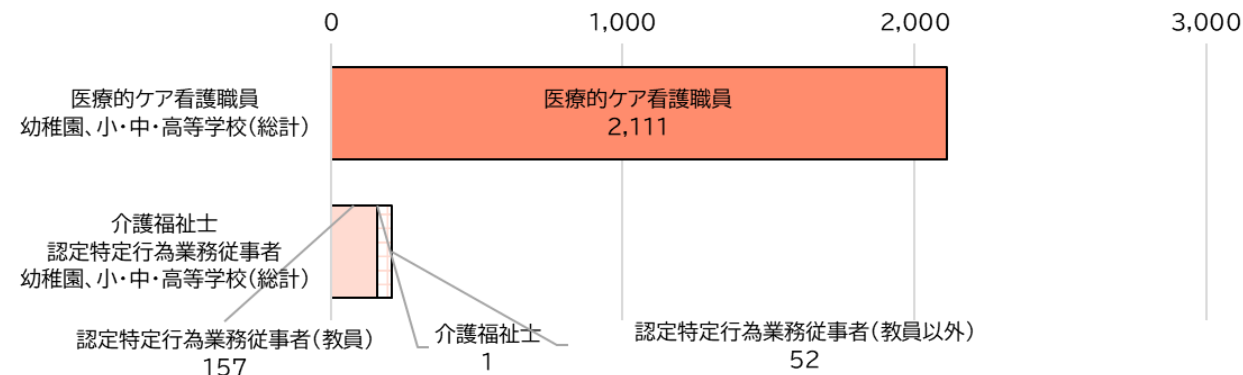 0 1,000 2,000 3,000
医療的ケア看護職員
幼稚園、小・中・高等学校(総計)
医療的ケア看護職員
2,111
介護福祉士
認定特定行為業務従事者
幼稚園、小・中・高等学校(総計)
認定特定行為業務従事者(教員)
157
介護福祉士
1
認定特定行為業務従事者(教員以外)
52